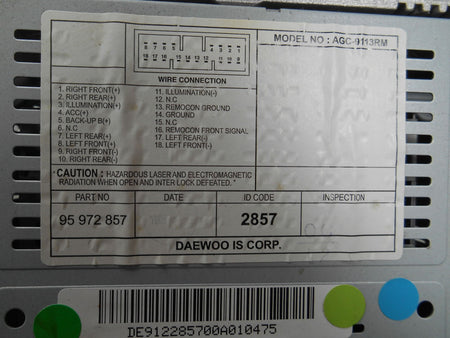 MODEL NO : AGC-9113RM
WIRE CONNECTION
1. RIGHT FRONT(+)
2. RIGHT REAR(+)
3. ILLUMINATION(+)
4. ACC(+)
5. BACK-UP B(+)
6. N.C
7. LEFT REAR(+)
8. LEFT FRONT(+)
9. RIGHT FRONT(-)
10. RIGHT REAR(-)
11. ILLUMINATION(-)
12. N.C
13. REMOCON GROUND
14. GROUND
15. N.C
16. REMOCON FRONT SIGNAL
17. LEFT REAR(-)
18. LEFT FRONT(-)
* CAUTION : HAZARDOUS LASER AND ELECTROMAGNETIC
RADIATION WHEN OPEN AND INTER LOCK DEFEATED. *
PART NO DATE ID CODE INSPECTION
95 972 857 2857
DAEWOO IS CORP.
DE912285700A010475